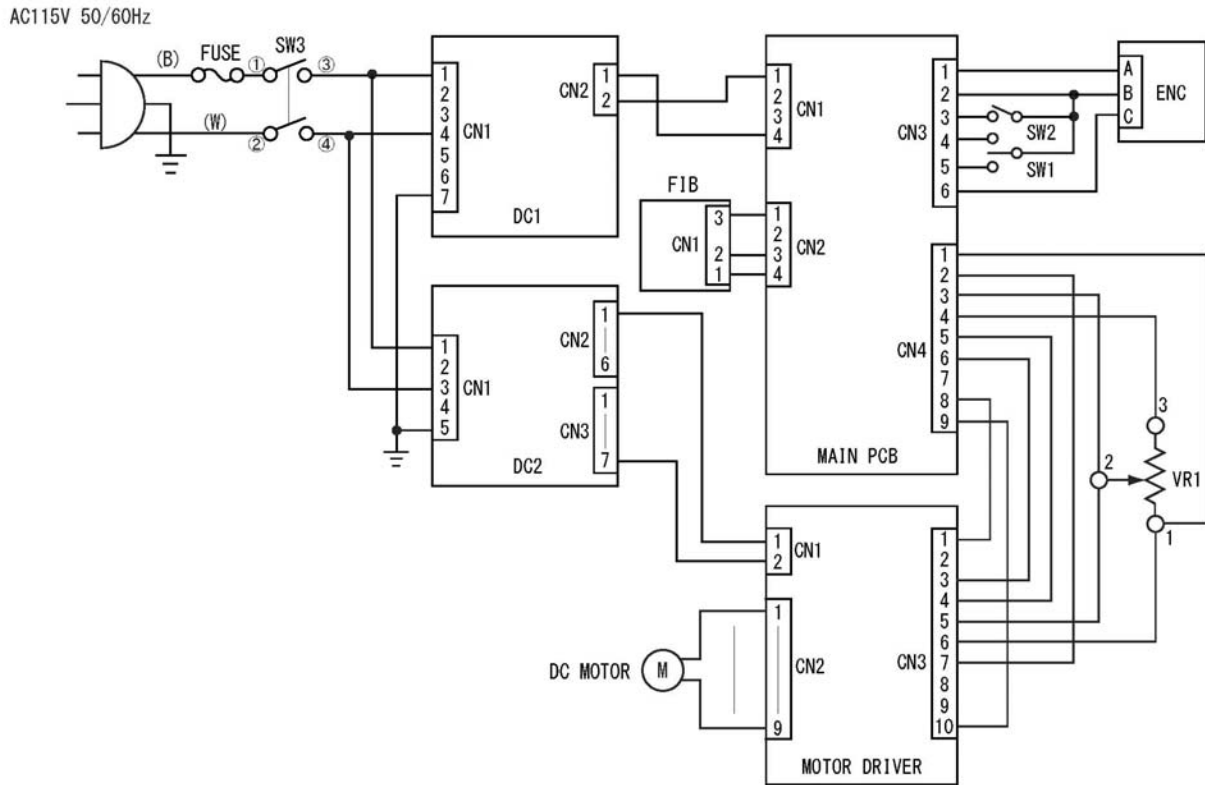 AC115V 50/60Hz
(B)
FUSE
①
SW3
③
(W)
②
④
1
2
3
4
5
6
7
CN1
CN2
1
2
DC1
1
2
3
4
5
CN1
CN2
1
6
CN3
1
7
DC2
FIB
CN1
3
2
1
1
2
3
4
CN1
1
2
3
4
CN2
CN3
1
2
3
4
5
6
CN4
1
2
3
4
5
6
7
8
9
MAIN PCB
SW2
SW1
A
B
C
ENC
3
2
VR1
1
DC MOTOR
M
1
2
CN1
1
9
CN2
CN3
1
2
3
4
5
6
7
8
9
10
MOTOR DRIVER